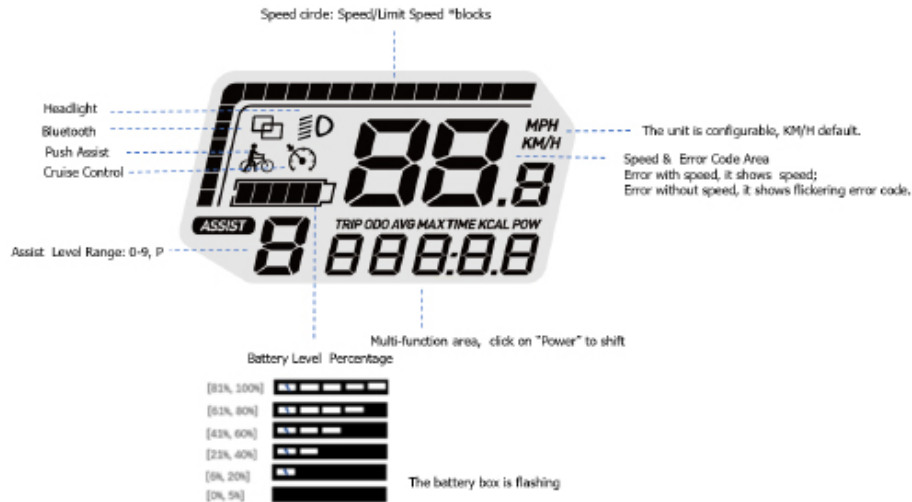 Speed circle: Speed/Limit Speed *blocks
Headlight
Bluetooth
Push Assist
Cruise Control
MPH
KM/H
The unit is configurable, KM/H default.
Speed & Error Code Area
Error with speed, it shows speed;
Error without speed, it shows flickering error code.
88.8
ASSIST
TRIP ODO AVG MAX TIME KCAL POW
Assist Level Range: 0-9, P
8
888:8.8
Multi-function area, click on "Power" to shift
Battery Level Percentage
[81%, 100%]
[61%, 80%]
[41%, 60%]
[21%, 40%]
[6%, 20%]
The battery box is flashing
[0%, 5%]